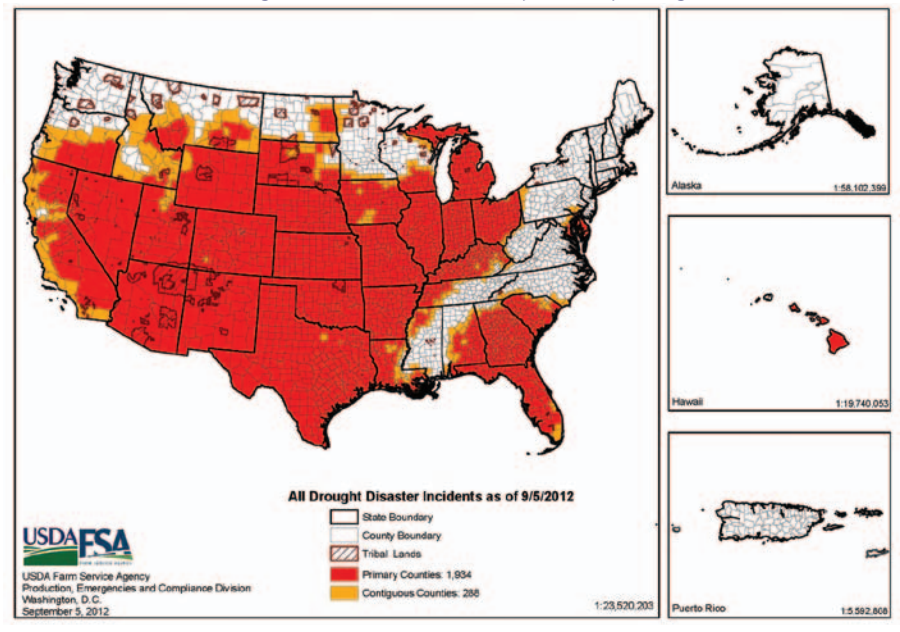 Alaska
1:58,102,399
Hawaii
1:19,740,053
All Drought Disaster Incidents as of 9/5/2012
State Boundary
County Boundary
Tribal Lands
Primary Counties: 1,934
Contiguous Counties: 288
USDA FSA
USDA Farm Service Agency
Production, Emergencies and Compliance Division
Washington, D.C.
September 5, 2012
1:23,520,203
Puerto Rico
1:5,592,868